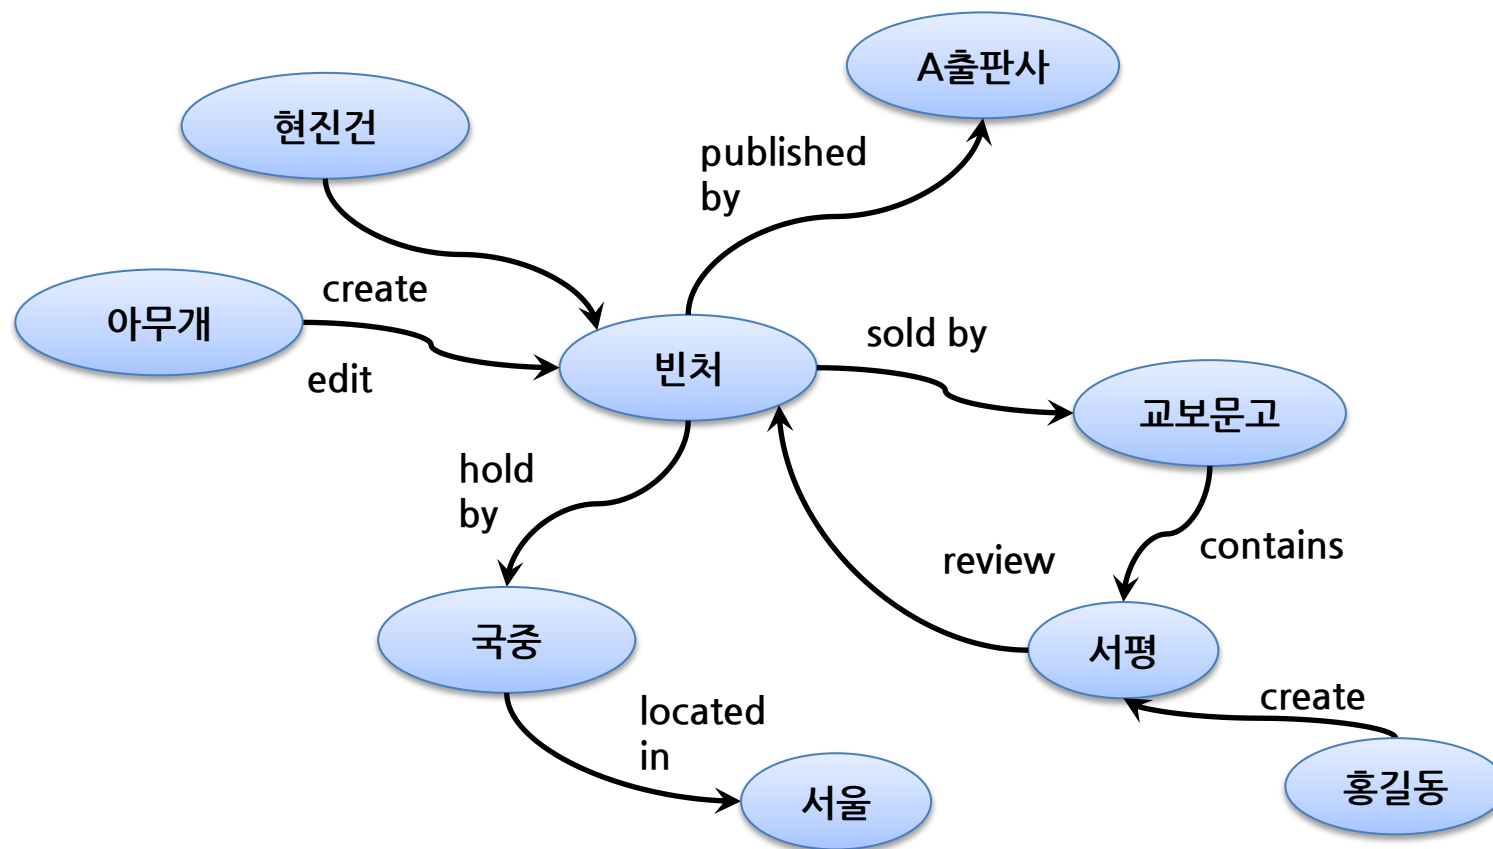 A출판사
현진건
published
by
create
아무개
edit
빈처
sold by
교보문고
hold
by
review
contains
국중
서평
located
in
create
서울
홍길동